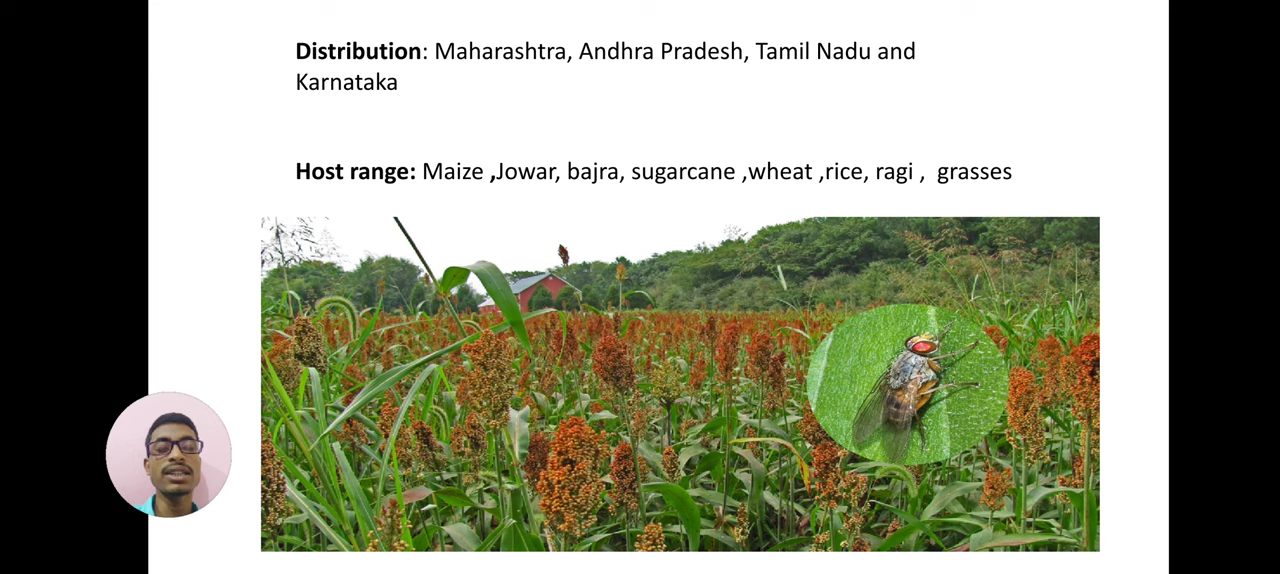 Distribution: Maharashtra, Andhra Pradesh, Tamil Nadu and
Karnataka
Host range: Maize ,Jowar, bajra, sugarcane ,wheat ,rice, ragi ,  grasses